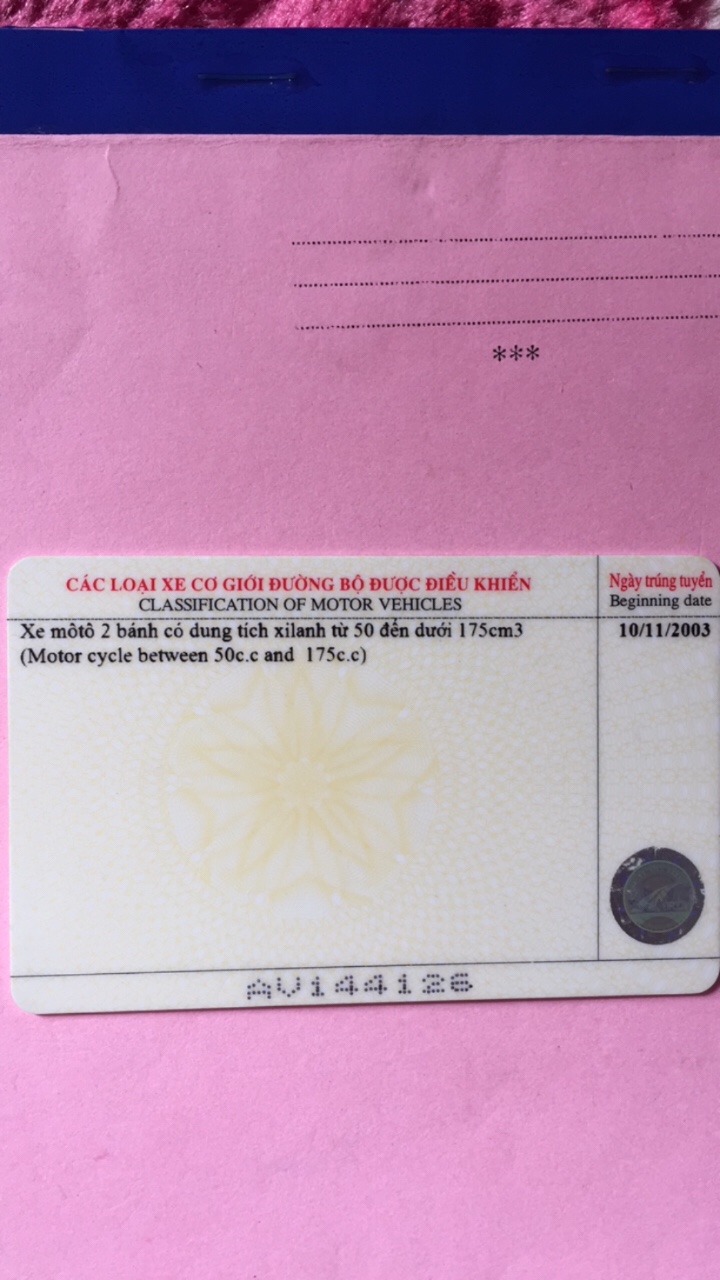 ***
CÁC LOẠI XE CƠ GIỚI ĐƯỜNG BỘ ĐƯỢC ĐIỀU KHIỂN
CLASSIFICATION OF MOTOR VEHICLES
Ngày trúng tuyển
Beginning date
Xe môtô 2 bánh có dung tích xilanh từ 50 đến dưới 175cm3
(Motor cycle between 50c.c and 175c.c)
10/11/2003
AV144126